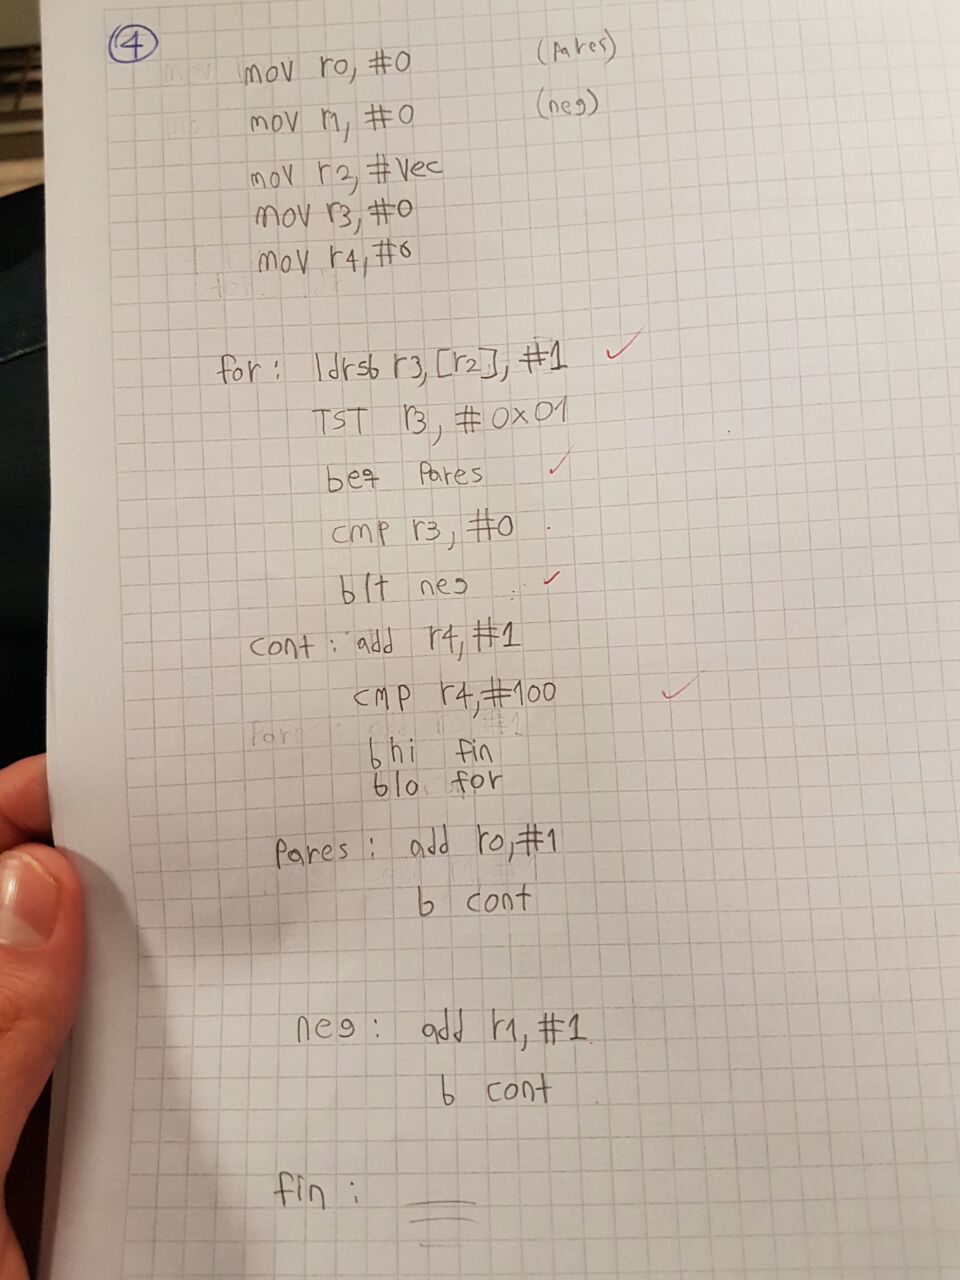 4
mov r0, #0 (pares)
mov r1, #0 (neg)
mov r2, #vec
mov r3, #0
mov r4, #0
for: ldrsb r3, [r2], #1
TST r3, #0x01
beq Pares
cmp r3, #0
blt neg
cont: add r4, #1
cmp r4, #100
bhi fin
blo for
Pares: add r0, #1
b cont
neg: add r1, #1
b cont
fin: